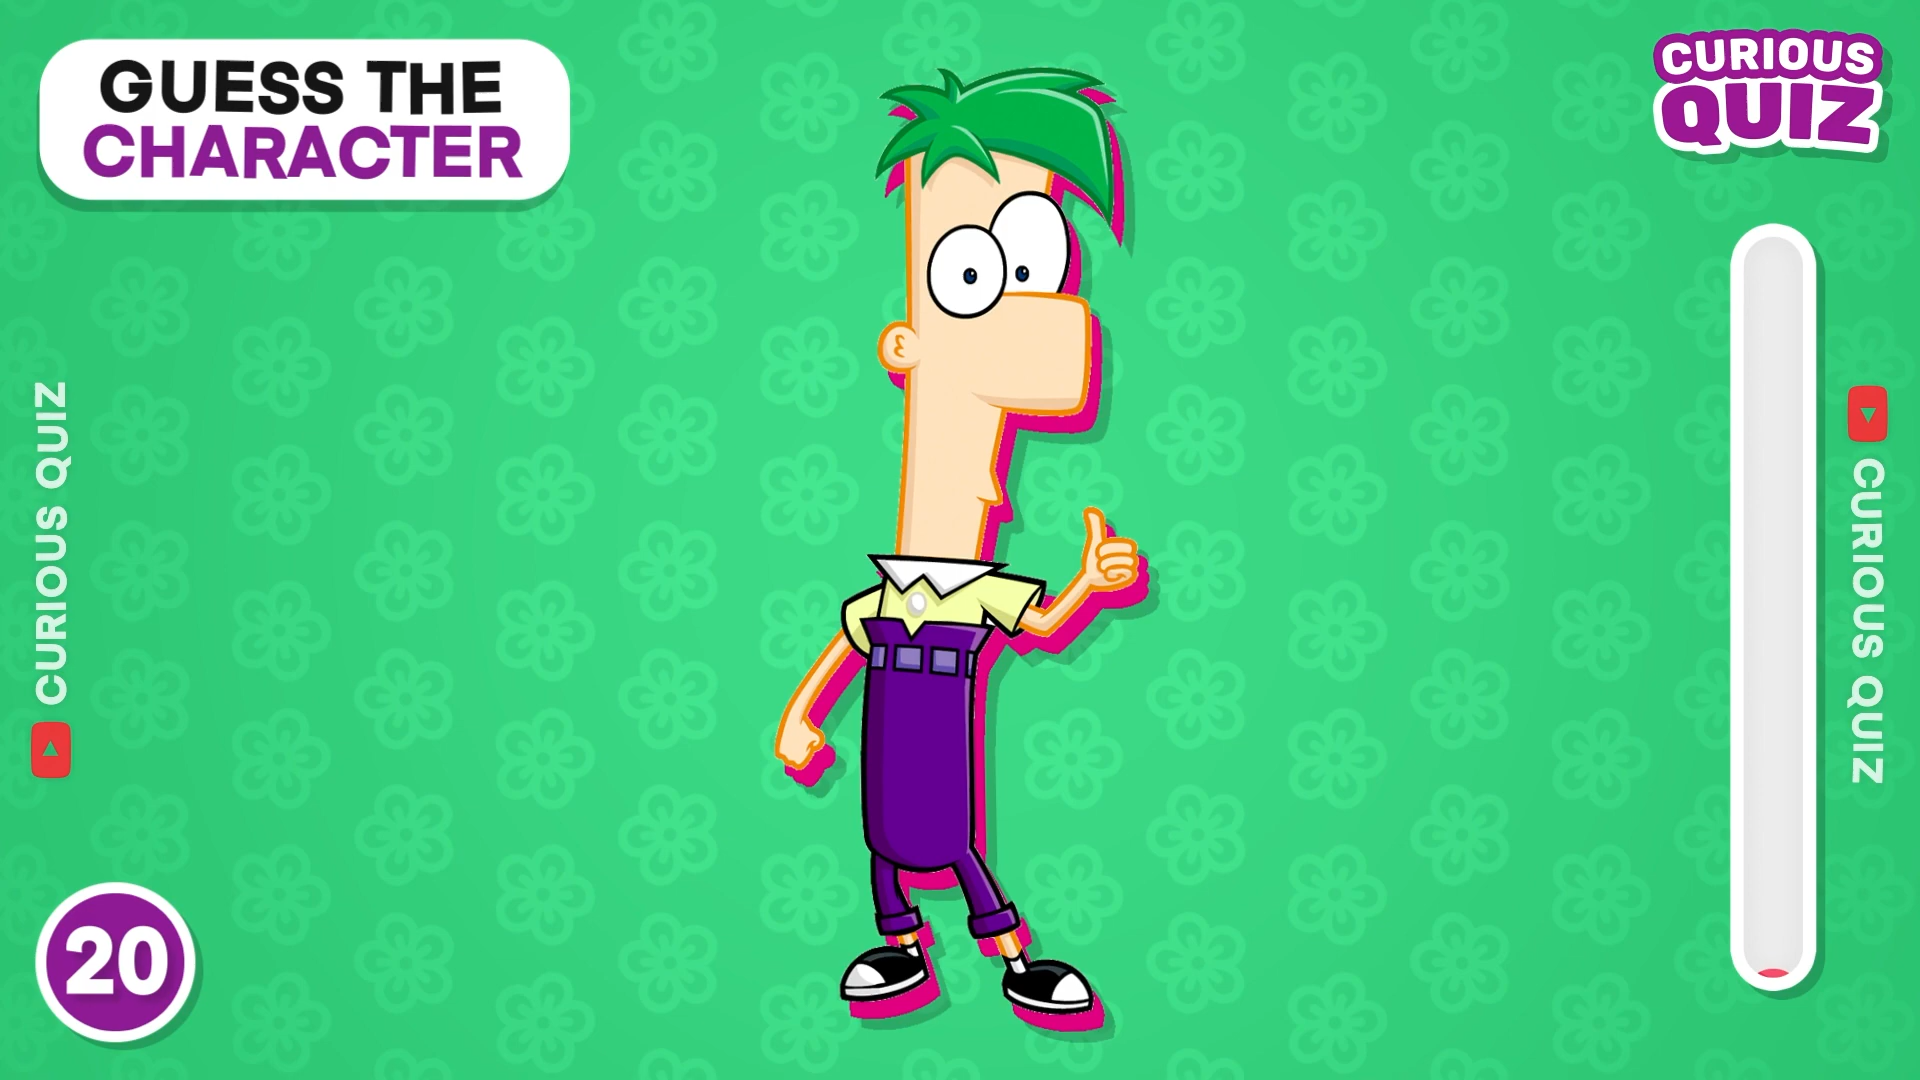 GUESS THE
CHARACTER
CURIOUS
QUIZ
CURIOUS QUIZ
CURIOUS QUIZ
20